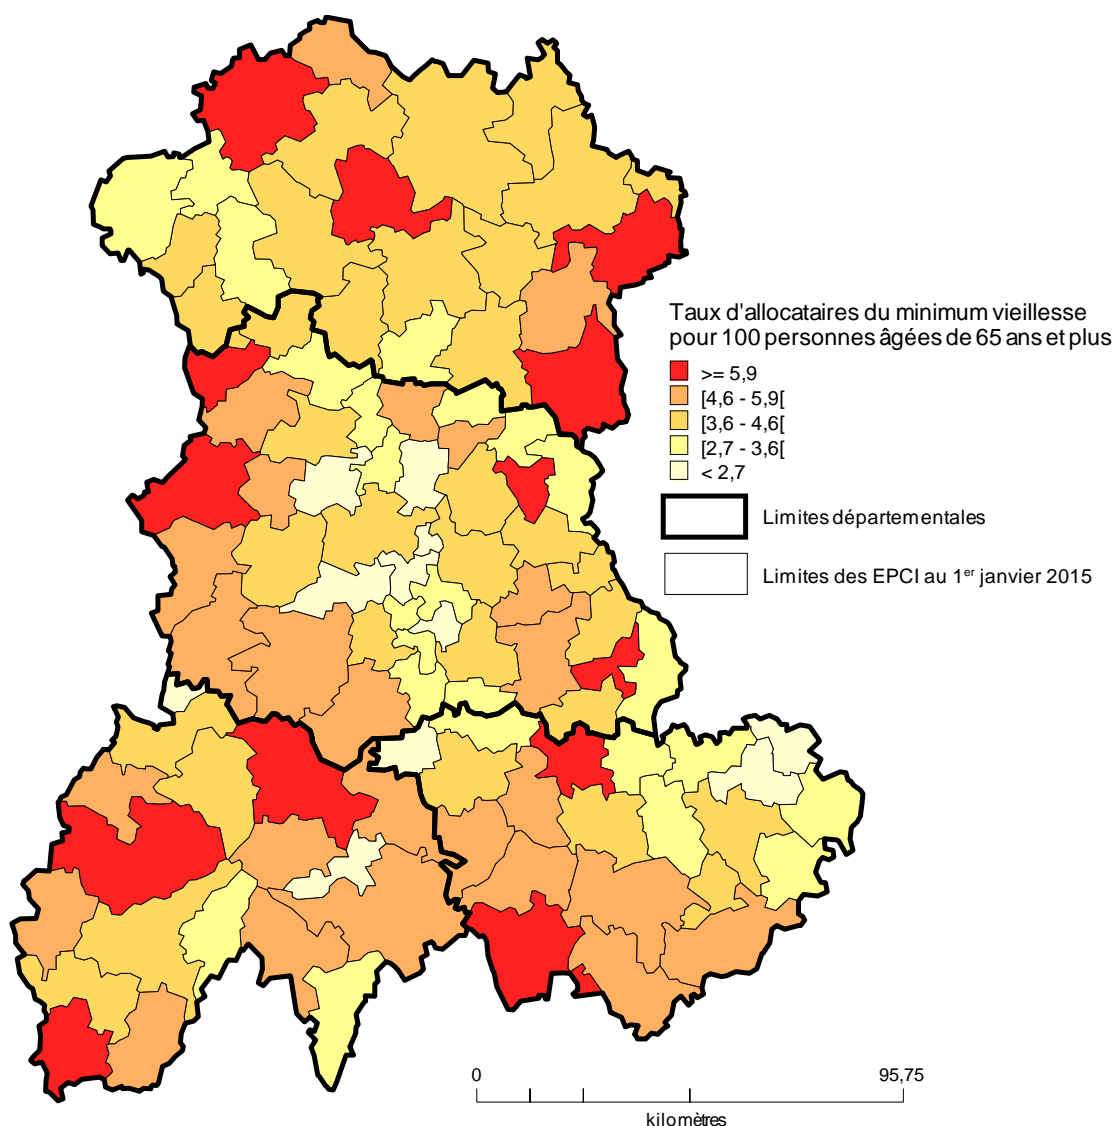 Taux d'allocataires du minimum vieillesse
pour 100 personnes âgées de 65 ans et plus
>= 5,9
[4,6 - 5,9[
[3,6 - 4,6[
[2,7 - 3,6[
< 2,7
Limites départementales
Limites des EPCI au 1er janvier 2015
0 95,75
kilomètres